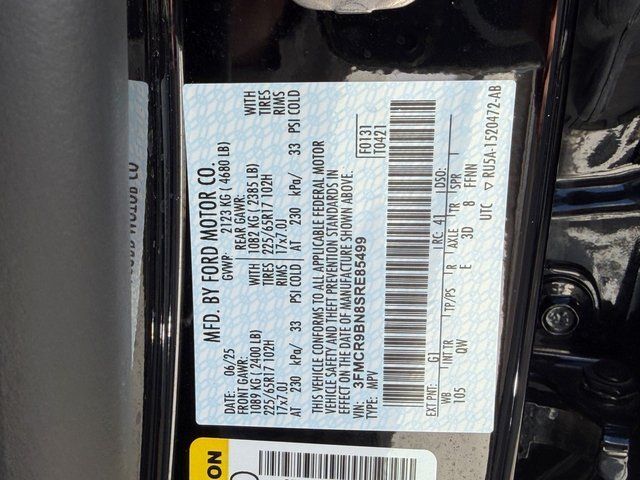 MFD. BY FORD MOTOR CO.
DATE: 06/25 GVWR: 2123 KG ( 4680 LB)
FRONT GAWR: REAR GAWR: WITH
1089 KG ( 2400 LB) 1082 KG ( 2385 LB) TIRES
225/65R17 102H 225/65R17 102H RIMS
17x7.0J 17x7.0J
AT 230 kPa/ 33 PSI COLD AT 230 kPa/ 33 PSI COLD
THIS VEHICLE CONFORMS TO ALL APPLICABLE FEDERAL MOTOR
VEHICLE SAFETY AND THEFT PREVENTION STANDARDS IN
EFFECT ON THE DATE OF MANUFACTURE SHOWN ABOVE.
VIN: 3FMCR9BN8SRE85499 F0131
TYPE: MPV T0421
EXT PNT: G1 RC: 41 DSO:
WB INT TR TP/PS R AXLE TR SPR
105 QW E 3D 8 FFNN
UTC ▽ RU5A-1520472-AB